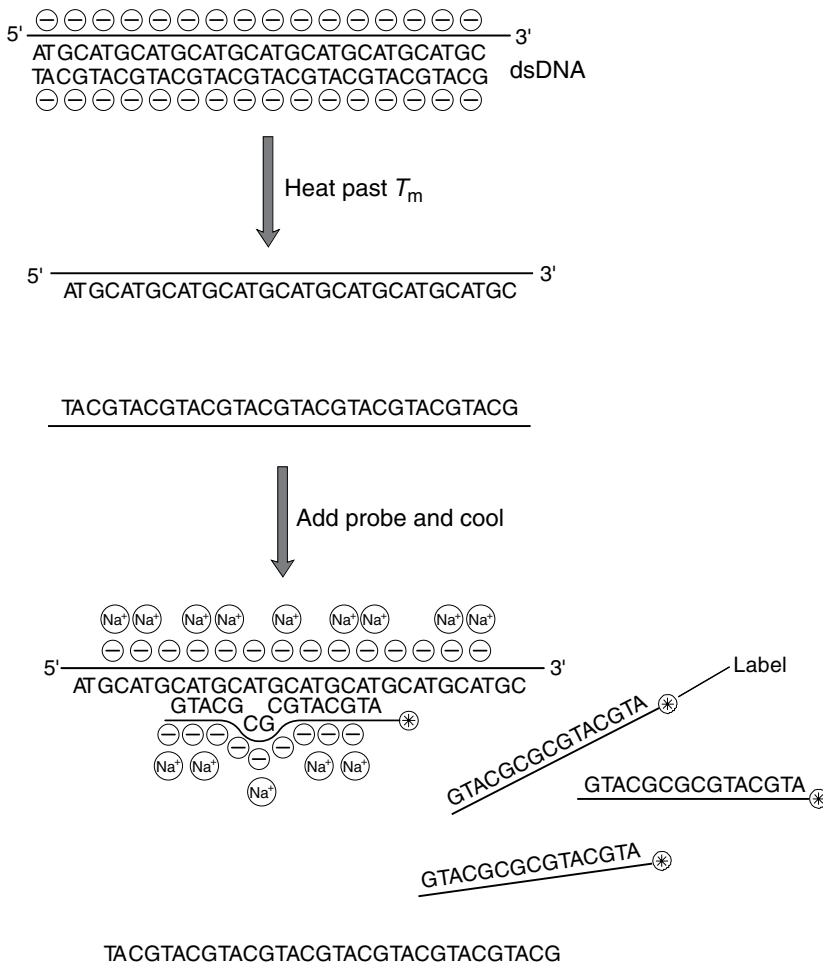 − − − − − − − − − − − − − − − −
5' 3'
ATGCATGCATGCATGCATGCATGCATGCATGC
dsDNA
TACGTACGTACGTACGTACGTACGTACGTACG
− − − − − − − − − − − − − − − −
Heat past Tm
5' 3'
ATGCATGCATGCATGCATGCATGCATGCATGC
TACGTACGTACGTACGTACGTACGTACGTACG
Add probe and cool
Na+ Na+ Na+ Na+ Na+ Na+ Na+ Na+ Na+
− − − − − − − − − − − − − −
5' 3'
ATGCATGCATGCATGCATGCATGCATGCATGC
GTACG CGTACGTA
CG
*
− − − − − −
− − −
Na+ Na+ Na+ Na+
Na+
Label
GTACGCGCGTACGTA *
GTACGCGCGTACGTA *
GTACGCGCGTACGTA *
TACGTACGTACGTACGTACGTACGTACGTACG